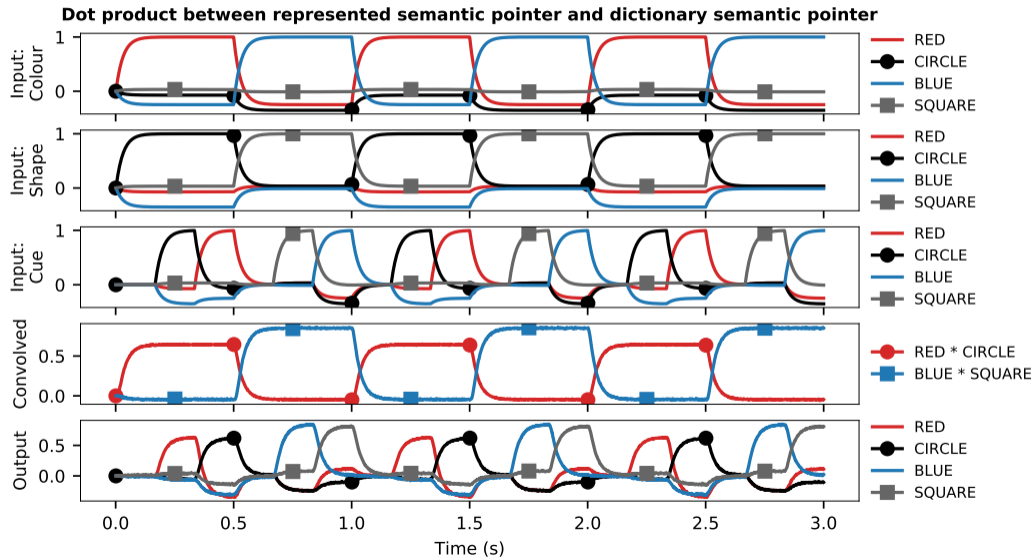 Dot product between represented semantic pointer and dictionary semantic pointer
Input:
Colour
1
0
RED
CIRCLE
BLUE
SQUARE
Input:
Shape
1
0
RED
CIRCLE
BLUE
SQUARE
Input:
Cue
1
0
RED
CIRCLE
BLUE
SQUARE
Convolved
0.5
0.0
RED * CIRCLE
BLUE * SQUARE
Output
0.5
0.0
RED
CIRCLE
BLUE
SQUARE
0.0 0.5 1.0 1.5 2.0 2.5 3.0
Time (s)